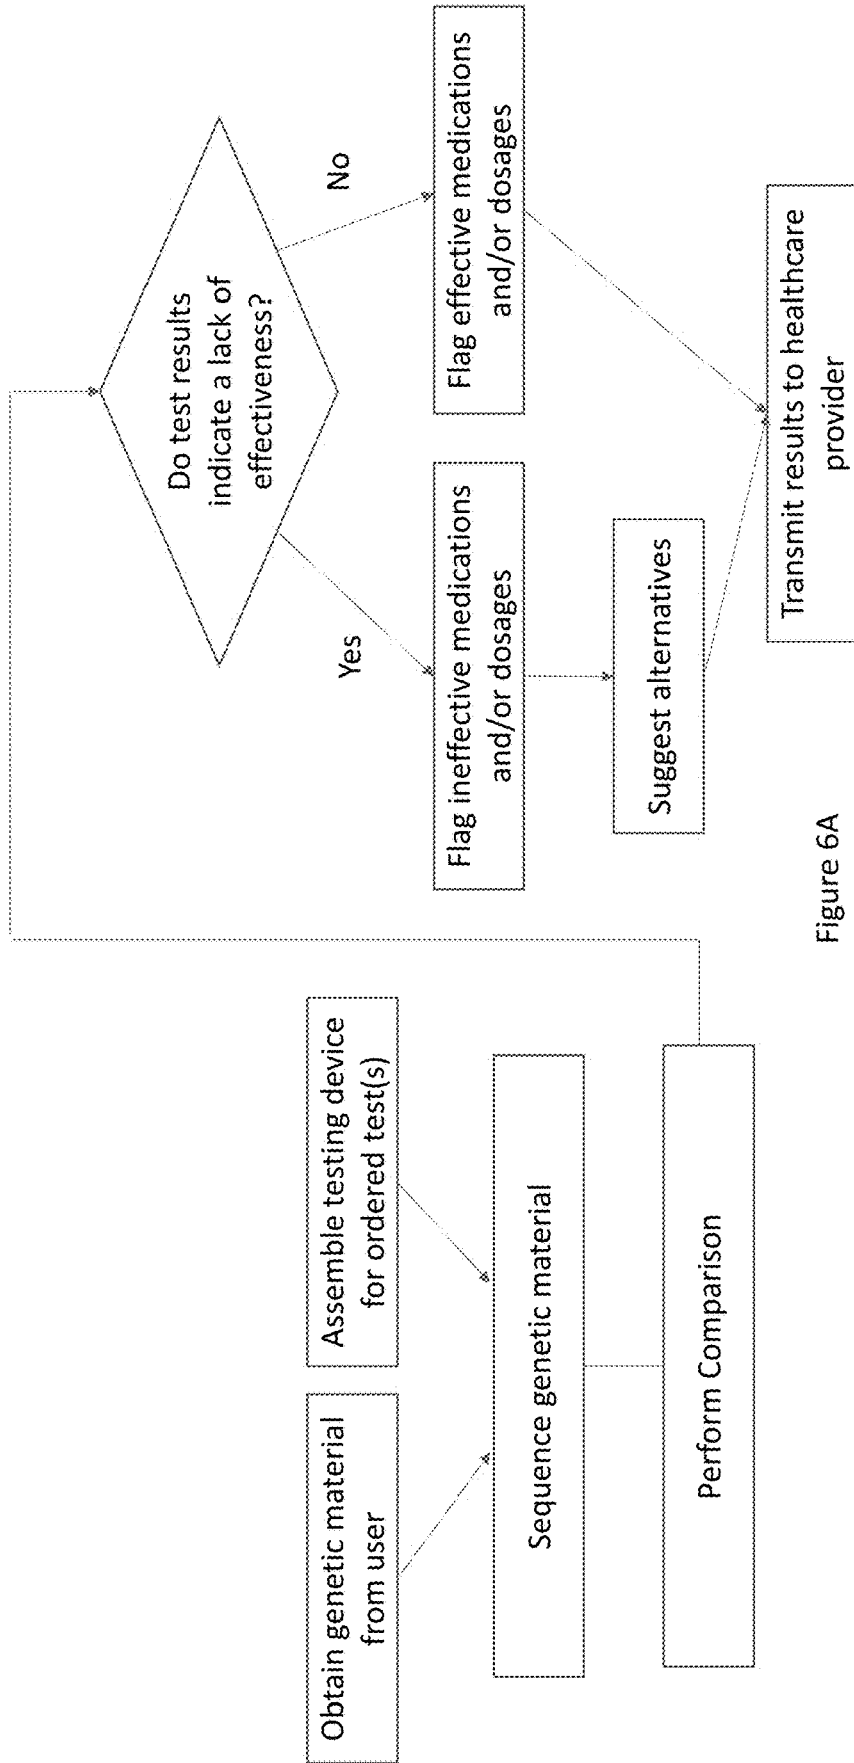 Obtain genetic material
from user
Assemble testing device
for ordered test(s)
Sequence genetic material
Perform Comparison
Do test results
indicate a lack of
effectiveness?
Yes
No
Flag ineffective medications
and/or dosages
Flag effective medications
and/or dosages
Suggest alternatives
Transmit results to healthcare
provider
Figure 6A